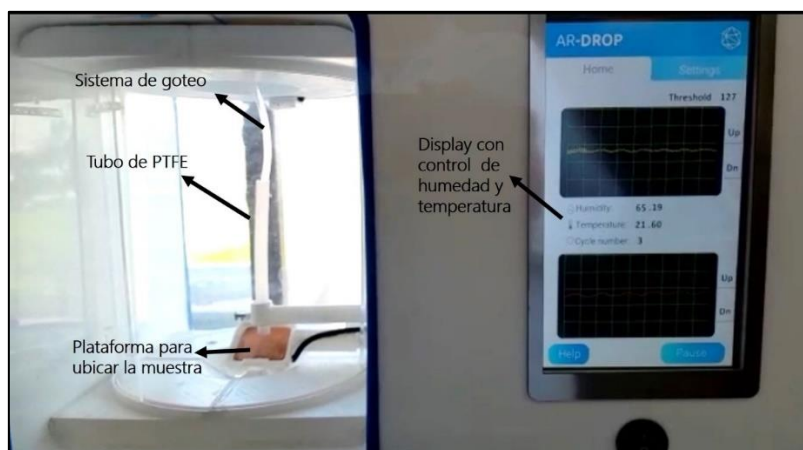 Sistema de goteo
Tubo de PTFE
Plataforma para
ubicar la muestra
Display con
control de
humedad y
temperatura
AR-DROP
Home
Settings
Threshold 127
Up
Dn
Humidity: 65.19
Temperature: 21.60
Cycle number: 3
Up
Dn
Help
Pause